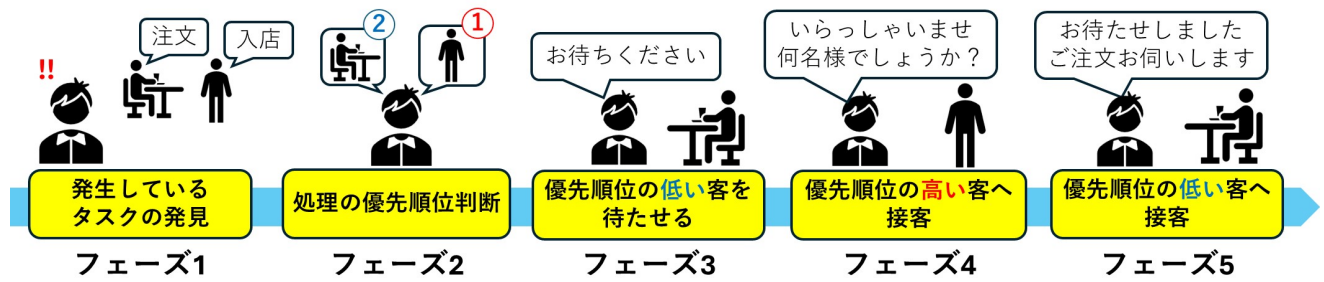 !!
注文
入店
発生している
タスクの発見
フェーズ1
②
①
処理の優先順位判断
フェーズ2
お待ちください
優先順位の低い客を
待たせる
フェーズ3
いらっしゃいませ
何名様でしょうか？
優先順位の高い客へ
接客
フェーズ4
お待たせしました
ご注文お伺いします
優先順位の低い客へ
接客
フェーズ5